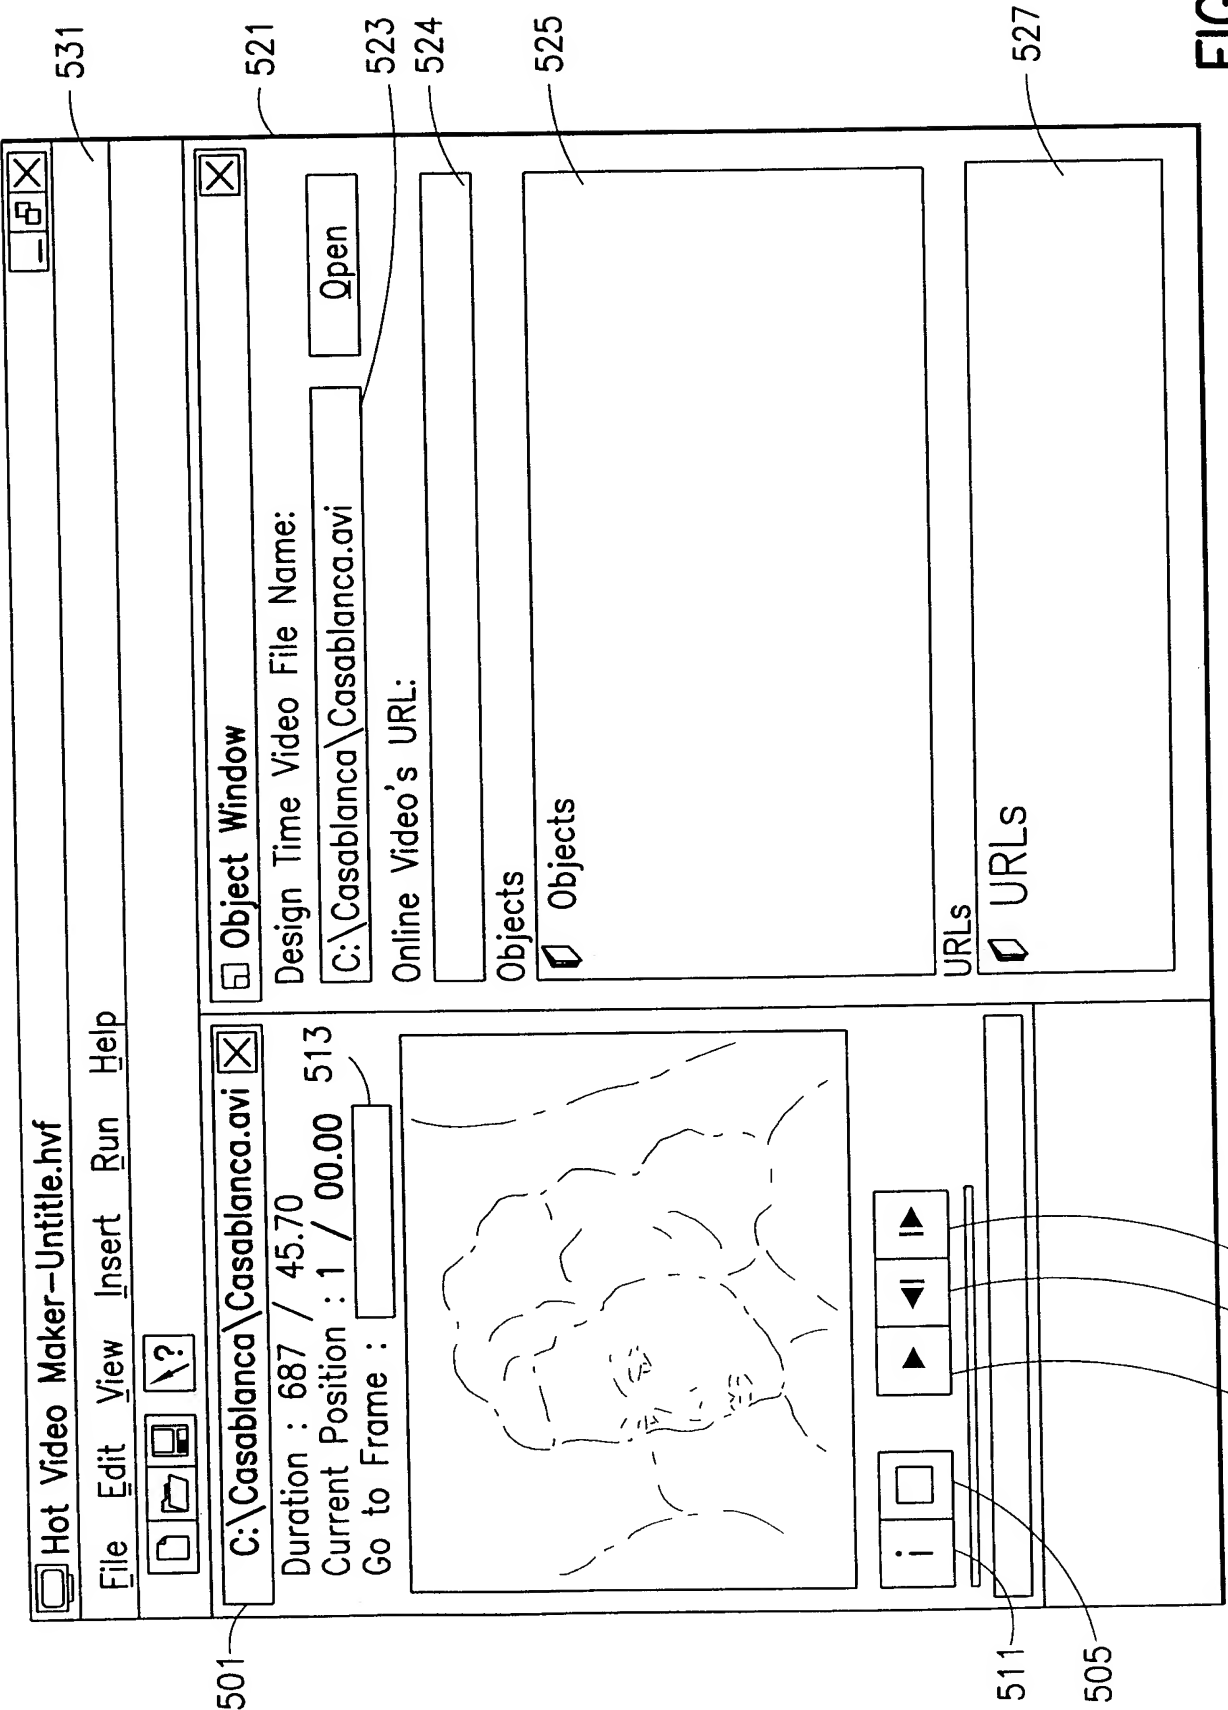 Hot Video Maker-Untitle.hvf
File Edit View Insert Run Help
?
531
C:\Casablanca\Casablanca.avi
501
Duration : 687 / 45.70
Current Position : 1 / 00.00
Go to Frame :
513
i
511
505
Object Window
521
Design Time Video File Name:
C:\Casablanca\Casablanca.avi
Open
523
Online Video's URL:
524
Objects
Objects
525
URLs
URLs
527